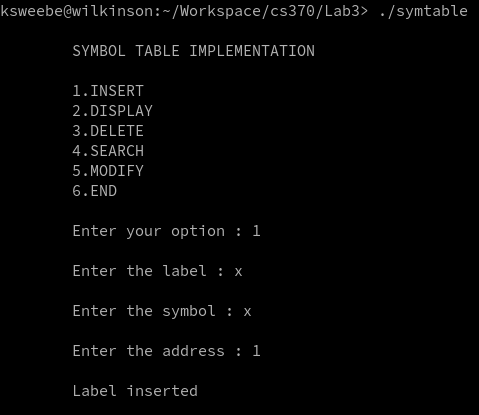 ksweebe@wilkinson:~/Workspace/cs370/Lab3> ./symtable
SYMBOL TABLE IMPLEMENTATION
1.INSERT
2.DISPLAY
3.DELETE
4.SEARCH
5.MODIFY
6.END
Enter your option : 1
Enter the label : x
Enter the symbol : x
Enter the address : 1
Label inserted